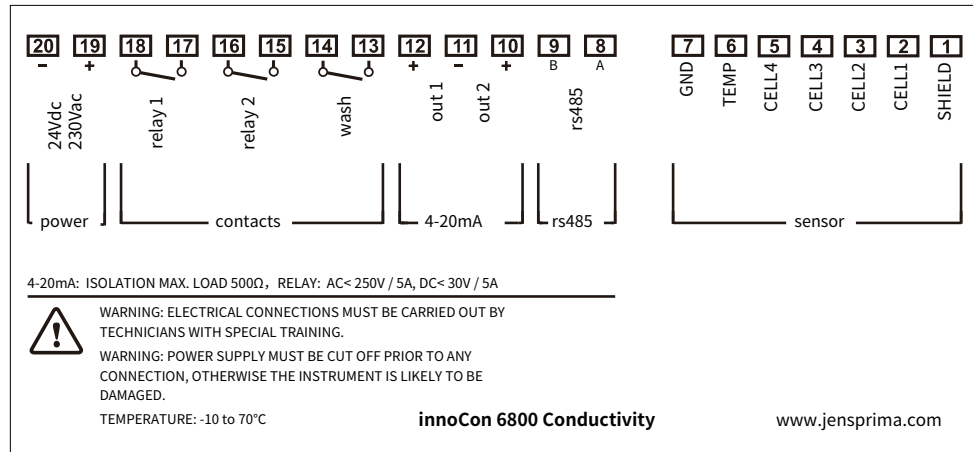 20 19 18 17 16 15 14 13 12 11 10 9 8 7 6 5 4 3 2 1
− + + − + B A
24Vdc
230Vac
relay 1
relay 2
wash
out 1
out 2
rs485
GND
TEMP
CELL4
CELL3
CELL2
CELL1
SHIELD
power contacts 4-20mA rs485 sensor
4-20mA: ISOLATION MAX. LOAD 500Ω, RELAY: AC< 250V / 5A, DC< 30V / 5A
WARNING: ELECTRICAL CONNECTIONS MUST BE CARRIED OUT BY
TECHNICIANS WITH SPECIAL TRAINING.
WARNING: POWER SUPPLY MUST BE CUT OFF PRIOR TO ANY
CONNECTION, OTHERWISE THE INSTRUMENT IS LIKELY TO BE
DAMAGED.
TEMPERATURE: -10 to 70°C
innoCon 6800 Conductivity
www.jensprima.com